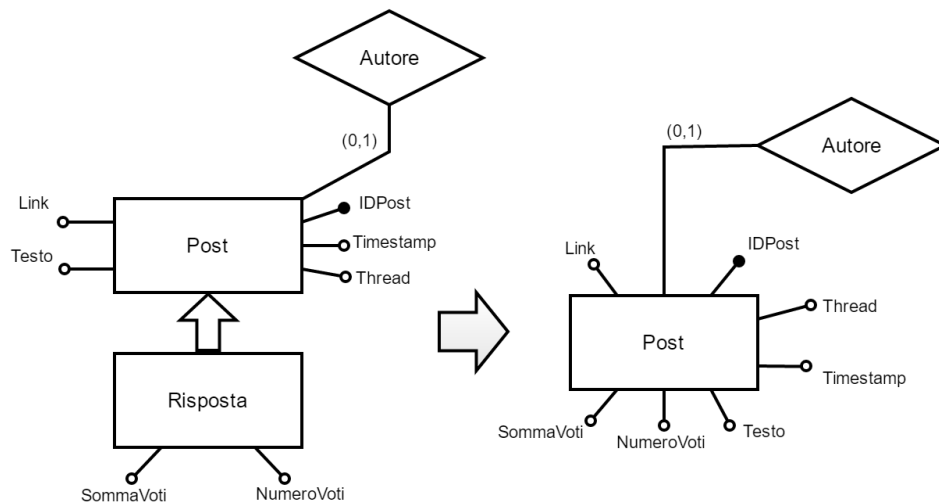 Autore
(0,1)
Link
IDPost
Testo
Post
Timestamp
Thread
Risposta
SommaVoti
NumeroVoti
(0,1)
Autore
Link
IDPost
Thread
Post
Timestamp
SommaVoti
NumeroVoti
Testo